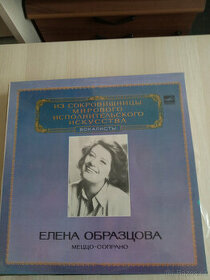 ИЗ СОКРОВИЩНИЦЫ
МИРОВОГО
ИСПОЛНИТЕЛЬСКОГО
ИСКУССТВА
ВОКАЛИСТЫ
ЕЛЕНА ОБРАЗЦОВА
МЕЦЦО-СОПРАНО